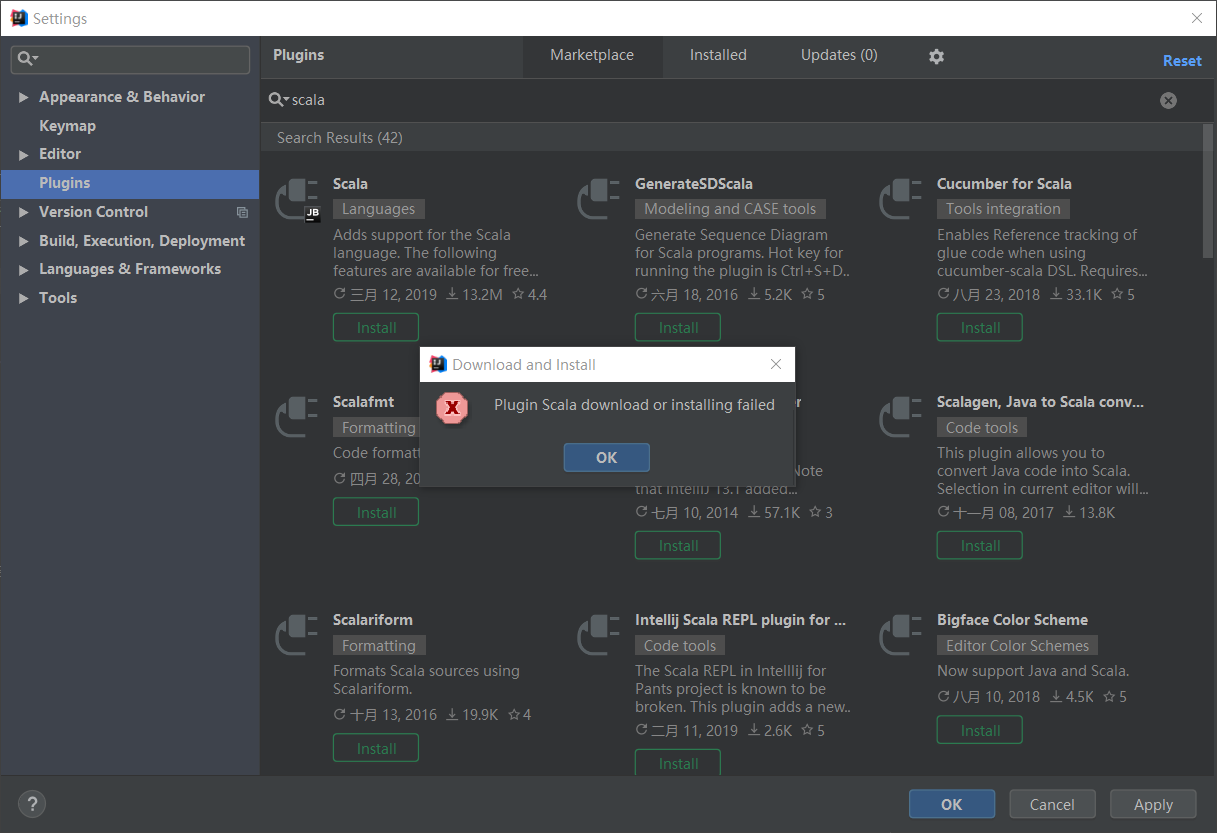 Settings
Plugins
Marketplace
Installed
Updates (0)
Reset
Appearance & Behavior
Keymap
Editor
Plugins
Version Control
Build, Execution, Deployment
Languages & Frameworks
Tools
scala
Search Results (42)
Scala
Languages
Adds support for the Scala
language. The following
features are available for free...
三月 12, 2019 13.2M 4.4
Install
GenerateSDScala
Modeling and CASE tools
Generate Sequence Diagram
for Scala programs. Hot key for
running the plugin is Ctrl+S+D..
六月 18, 2016 5.2K 5
Install
Cucumber for Scala
Tools integration
Enables Reference tracking of
glue code when using
cucumber-scala DSL. Requires...
八月 23, 2018 33.1K 5
Install
Download and Install
Plugin Scala download or installing failed
OK
Scalafmt
Formatting
Code format
四月 28, 20
Install
r
Note
that IntelliJ 13.1 added...
七月 10, 2014 57.1K 3
Install
Scalagen, Java to Scala conv...
Code tools
This plugin allows you to
convert Java code into Scala.
Selection in current editor will...
十一月 08, 2017 13.8K
Install
Scalariform
Formatting
Formats Scala sources using
Scalariform.
十月 13, 2016 19.9K 4
Install
Intellij Scala REPL plugin for ...
Code tools
The Scala REPL in Intelllij for
Pants project is known to be
broken. This plugin adds a new..
二月 11, 2019 2.6K 5
Install
Bigface Color Scheme
Editor Color Schemes
Now support Java and Scala.
八月 10, 2018 4.5K 5
Install
?
OK
Cancel
Apply